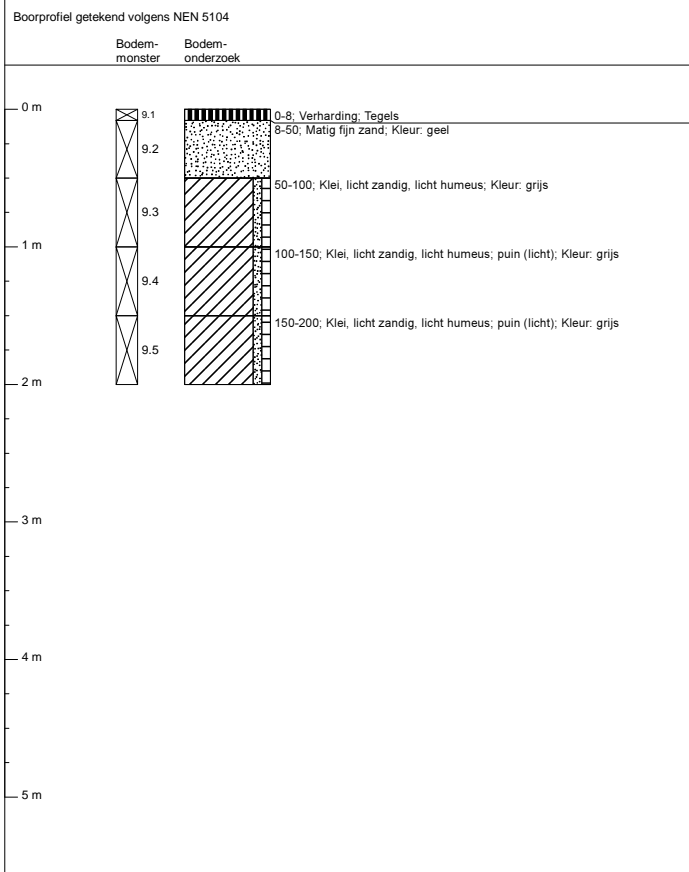 Boorprofiel getekend volgens NEN 5104
Bodem-
monster
Bodem-
onderzoek
0 m
9.1
0-8; Verharding; Tegels
8-50; Matig fijn zand; Kleur: geel
9.2
50-100; Klei, licht zandig, licht humeus; Kleur: grijs
9.3
1 m
100-150; Klei, licht zandig, licht humeus; puin (licht); Kleur: grijs
9.4
150-200; Klei, licht zandig, licht humeus; puin (licht); Kleur: grijs
9.5
2 m
3 m
4 m
5 m